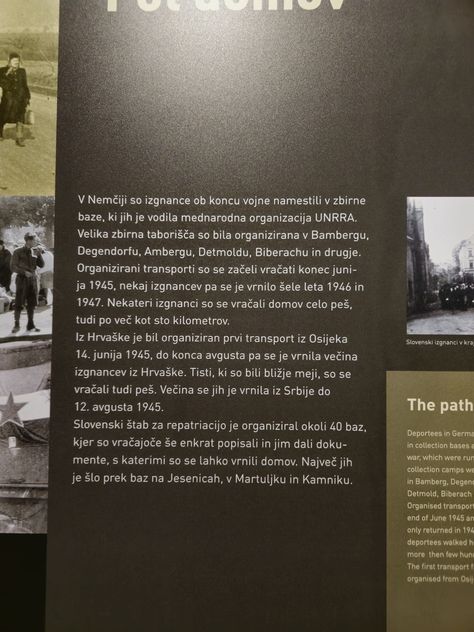 Pot domov
V Nemčiji so izgnance ob koncu vojne namestili v zbirne
baze, ki jih je vodila mednarodna organizacija UNRRA.
Velika zbirna taborišča so bila organizirana v Bambergu,
Degendorfu, Ambergu, Detmoldu, Biberachu in drugje.
Organizirani transporti so se začeli vračati konec juni-
ja 1945, nekaj izgnancev pa se je vrnilo šele leta 1946 in
1947. Nekateri izgnanci so se vračali domov celo peš,
tudi po več kot sto kilometrov.
Iz Hrvaške je bil organiziran prvi transport iz Osijeka
14. junija 1945, do konca avgusta pa se je vrnila večina
izgnancev iz Hrvaške. Tisti, ki so bili bližje meji, so se
vračali tudi peš. Večina se jih je vrnila iz Srbije do
12. avgusta 1945.
Slovenski štab za repatriacijo je organiziral okoli 40 baz,
kjer so vračajoče še enkrat popisali in jim dali doku-
mente, s katerimi so se lahko vrnili domov. Največ jih
je šlo prek baz na Jesenicah, v Martuljku in Kamniku.
Slovenski izgnanci v kra
The path
Deportees in Germa
in collection bases a
war, which were run
collection camps we
in Bamberg, Degend
Detmold, Biberach
Organised transport
end of June 1945 an
only returned in 194
deportees walked h
more then few hund
The first transport f
organised from Osij